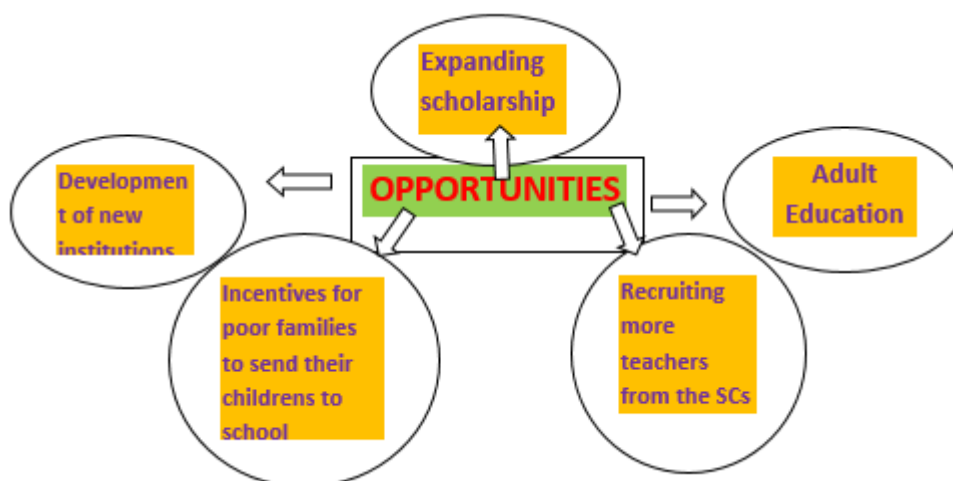 Expanding
scholarship
OPPORTUNITIES
Developmen
t of new
institutions
Adult
Education
Incentives for
poor families
to send their
childrens to
school
Recruiting
more
teachers
from the SCs